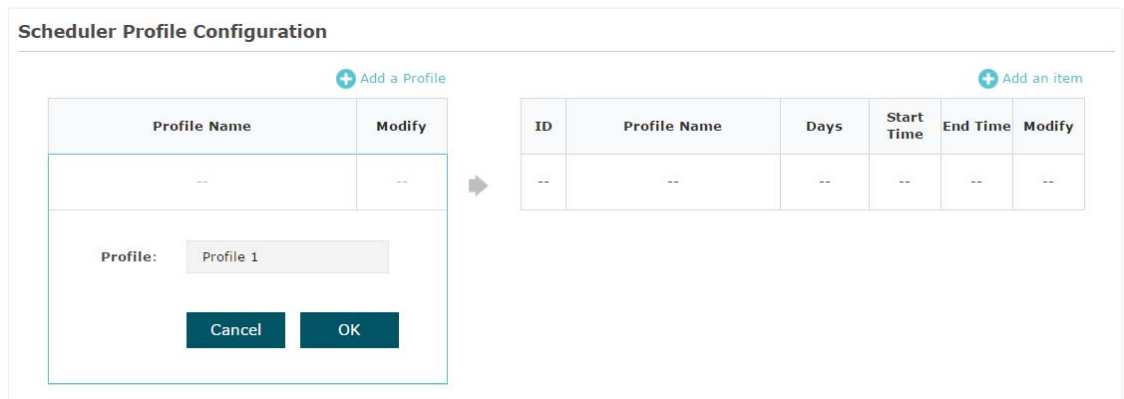 Scheduler Profile Configuration
Add a Profile
Profile Name Modify
-- --
Profile: Profile 1
Cancel OK
Add an item
ID Profile Name Days Start Time End Time Modify
-- -- -- -- -- --